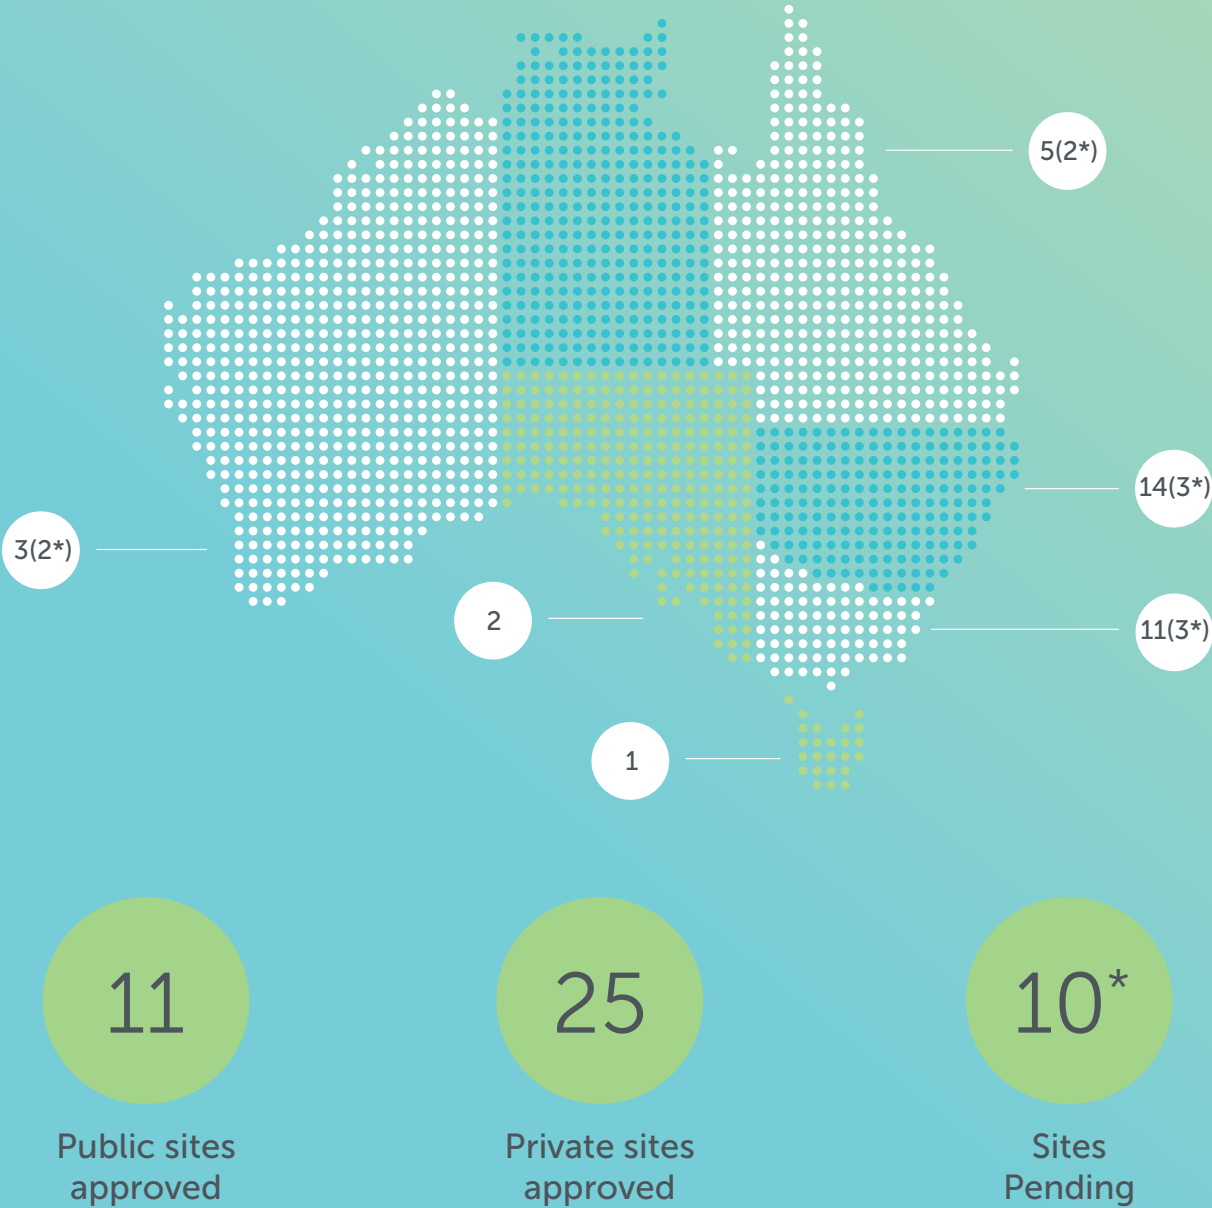 5(2*)
14(3*)
3(2*)
2
11(3*)
1
11
25
10*
Public sites
approved
Private sites
approved
Sites
Pending